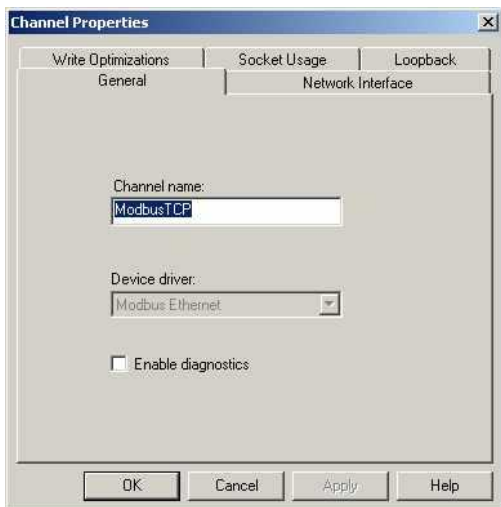 Channel Properties
Write Optimizations Socket Usage Loopback
General Network Interface
Channel name:
ModbusTCP
Device driver:
Modbus Ethernet
Enable diagnostics
OK Cancel Apply Help